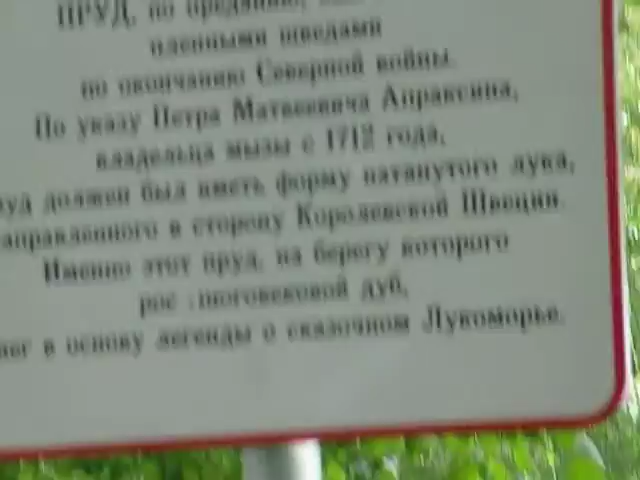 ПРУД, по преданию,
пленными шведами
по окончанию Северной войны.
По указу Петра Матвеевича Апраксина,
владельца мызы с 1712 года,
должен был иметь форму натянутого лука,
направленного в сторону Королевской Швеции.
Именно этот пруд, на берегу которого
рос многовековой дуб,
в основу легенды о сказочном Лукоморье.